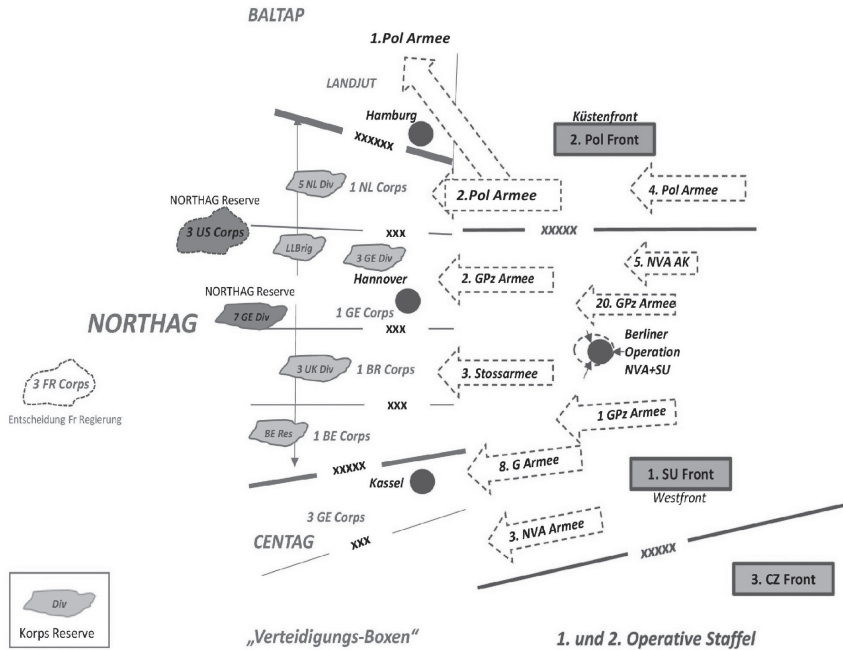 BALTAP
1.Pol Armee
LANDJUT
Hamburg
xxxxxx
Küstenfront
2. Pol Front
5 NL Div
1 NL Corps
2.Pol Armee
4. Pol Armee
NORTHAG Reserve
3 US Corps
xxx
xxxxx
LLBrig
3 GE Div
Hannover
2. GPz Armee
5. NVA AK
NORTHAG Reserve
7 GE Div
20. GPz Armee
NORTHAG
1 GE Corps
xxx
Berliner
Operation
NVA+SU
3 UK Div
1 BR Corps
3. Stossarmee
3 FR Corps
Entscheidung Fr Regierung
xxx
1 GPz Armee
BE Res
1 BE Corps
xxxxx
Kassel
8. G Armee
1. SU Front
Westfront
3 GE Corps
CENTAG
xxx
3. NVA Armee
xxxxx
3. CZ Front
Div
Korps Reserve
„Verteidigungs-Boxen“
1. und 2. Operative Staffel